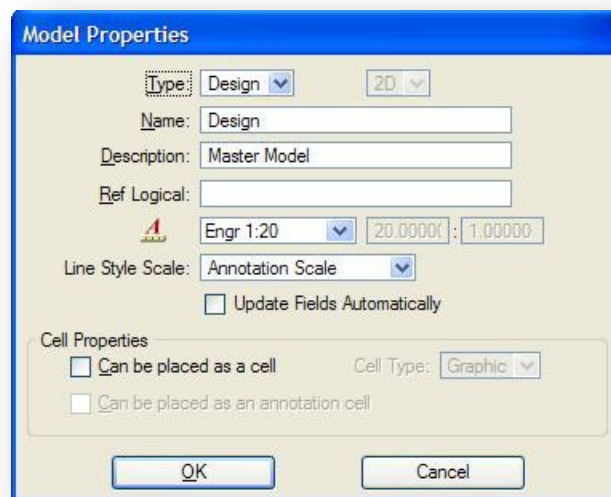 Model Properties
Type: Design 2D
Name: Design
Description: Master Model
Ref Logical:
A Engr 1:20 20.0000( : 1.00000
Line Style Scale: Annotation Scale
Update Fields Automatically
Cell Properties
Can be placed as a cell Cell Type: Graphic
Can be placed as an annotation cell
OK Cancel